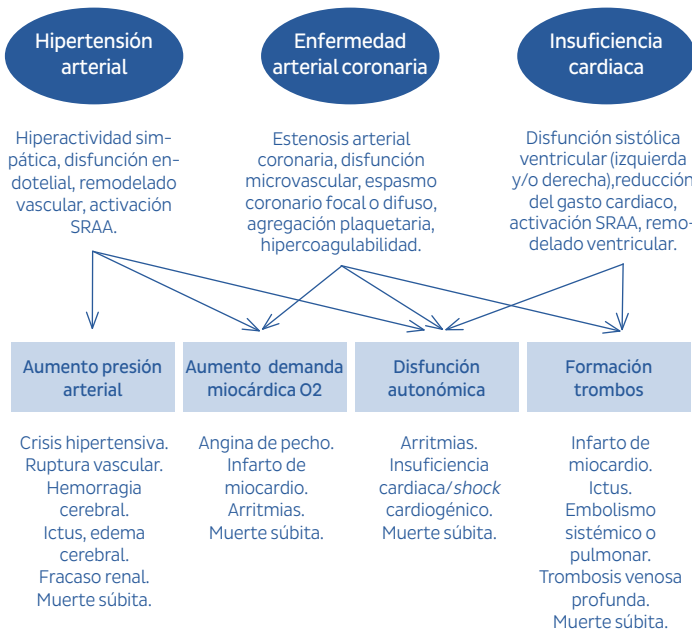 Hipertensión
arterial
Enfermedad
arterial coronaria
Insuficiencia
cardiaca
Hiperactividad sim-
pática, disfunción en-
dotelial, remodelado
vascular, activación
SRAA.
Estenosis arterial
coronaria, disfunción
microvascular, espasmo
coronario focal o difuso,
agregación plaquetaria,
hipercoagulabilidad.
Disfunción sistólica
ventricular (izquierda
y/o derecha),reducción
del gasto cardiaco,
activación SRAA, remo-
delado ventricular.
Aumento presión
arterial
Aumento demanda
miocárdica O2
Disfunción
autonómica
Formación
trombos
Crisis hipertensiva.
Ruptura vascular.
Hemorragia
cerebral.
Ictus, edema
cerebral.
Fracaso renal.
Muerte súbita.
Angina de pecho.
Infarto de
miocardio.
Arritmias.
Muerte súbita.
Arritmias.
Insuficiencia
cardiaca/shock
cardiogénico.
Muerte súbita.
Infarto de
miocardio.
Ictus.
Embolismo
sistémico o
pulmonar.
Trombosis venosa
profunda.
Muerte súbita.